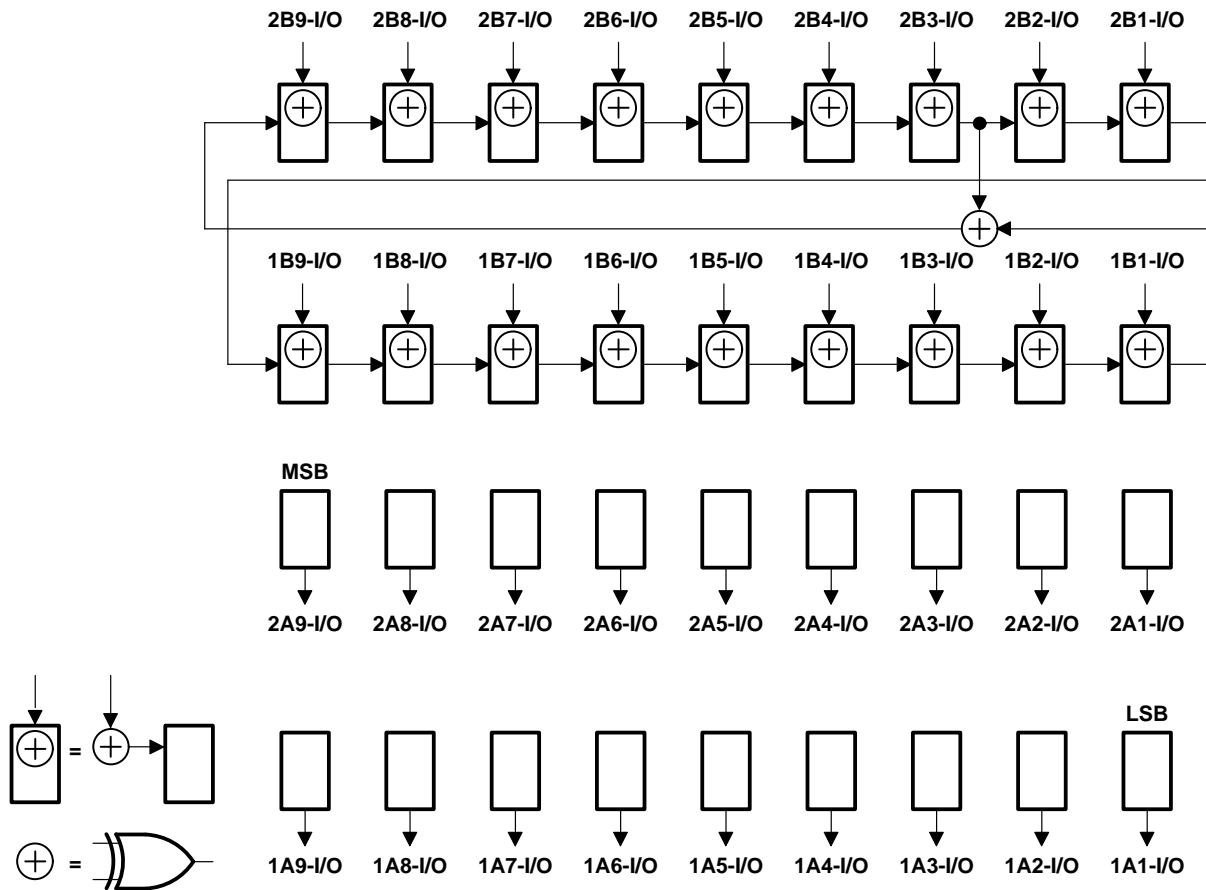 2B9-I/O 2B8-I/O 2B7-I/O 2B6-I/O 2B5-I/O 2B4-I/O 2B3-I/O 2B2-I/O 2B1-I/O
1B9-I/O 1B8-I/O 1B7-I/O 1B6-I/O 1B5-I/O 1B4-I/O 1B3-I/O 1B2-I/O 1B1-I/O
MSB
2A9-I/O 2A8-I/O 2A7-I/O 2A6-I/O 2A5-I/O 2A4-I/O 2A3-I/O 2A2-I/O 2A1-I/O
LSB
=
=
1A9-I/O 1A8-I/O 1A7-I/O 1A6-I/O 1A5-I/O 1A4-I/O 1A3-I/O 1A2-I/O 1A1-I/O